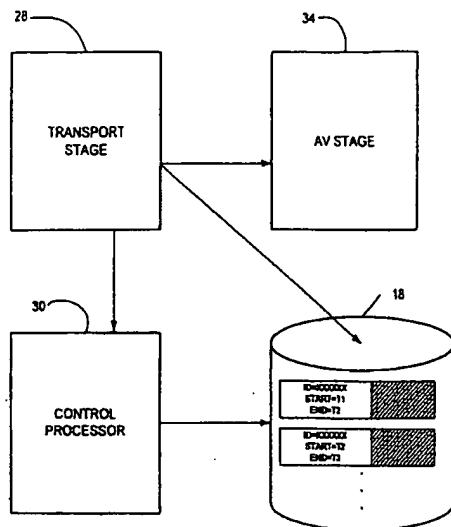 28
34
TRANSPORT
STAGE
AV STAGE
30
18
CONTROL
PROCESSOR
START=T1
END=T2
START=T2
END=T3